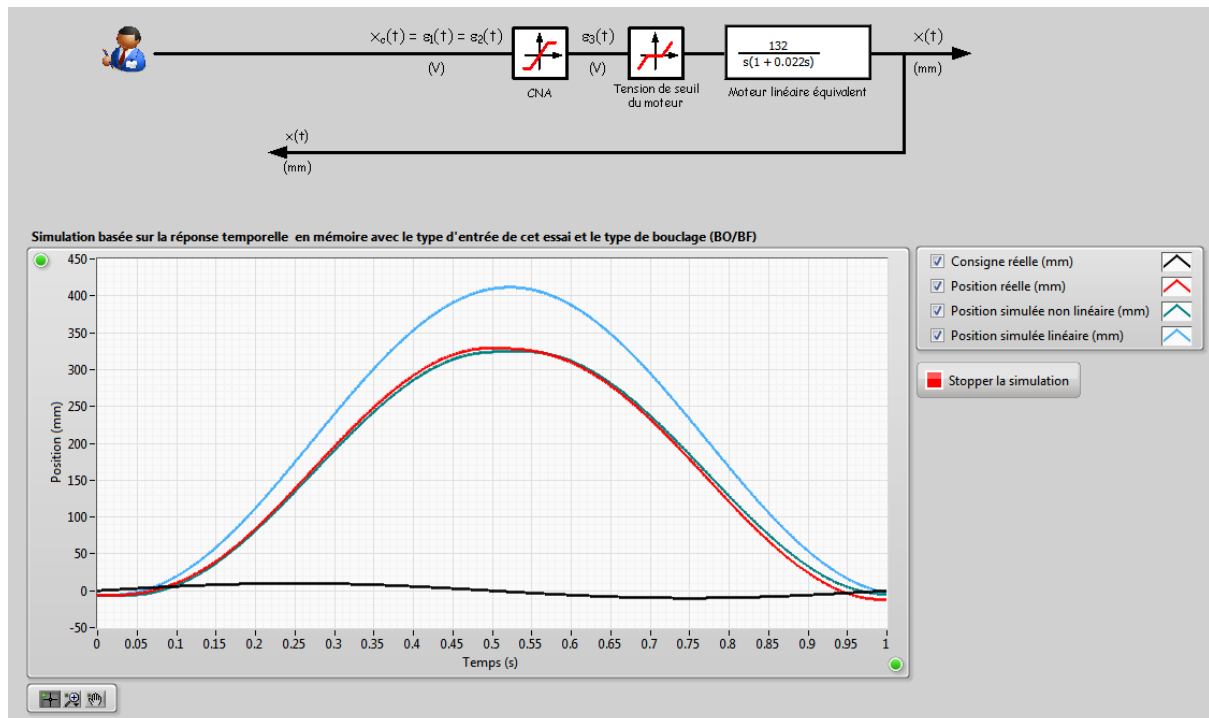 x_c(t) = ε₁(t) = ε₂(t)
(V)
ε₃(t)
(V)
132
s(1 + 0.022s)
x(t)
(mm)
CNA
Tension de seuil
du moteur
Moteur linéaire équivalent
x(t)
(mm)
Simulation basée sur la réponse temporelle en mémoire avec le type d'entrée de cet essai et le type de bouclage (BO/BF)
Position (mm)
450
400
350
300
250
200
150
100
50
0
-50
0 0.05 0.1 0.15 0.2 0.25 0.3 0.35 0.4 0.45 0.5 0.55 0.6 0.65 0.7 0.75 0.8 0.85 0.9 0.95 1
Temps (s)
Consigne réelle (mm)
Position réelle (mm)
Position simulée non linéaire (mm)
Position simulée linéaire (mm)
Stopper la simulation